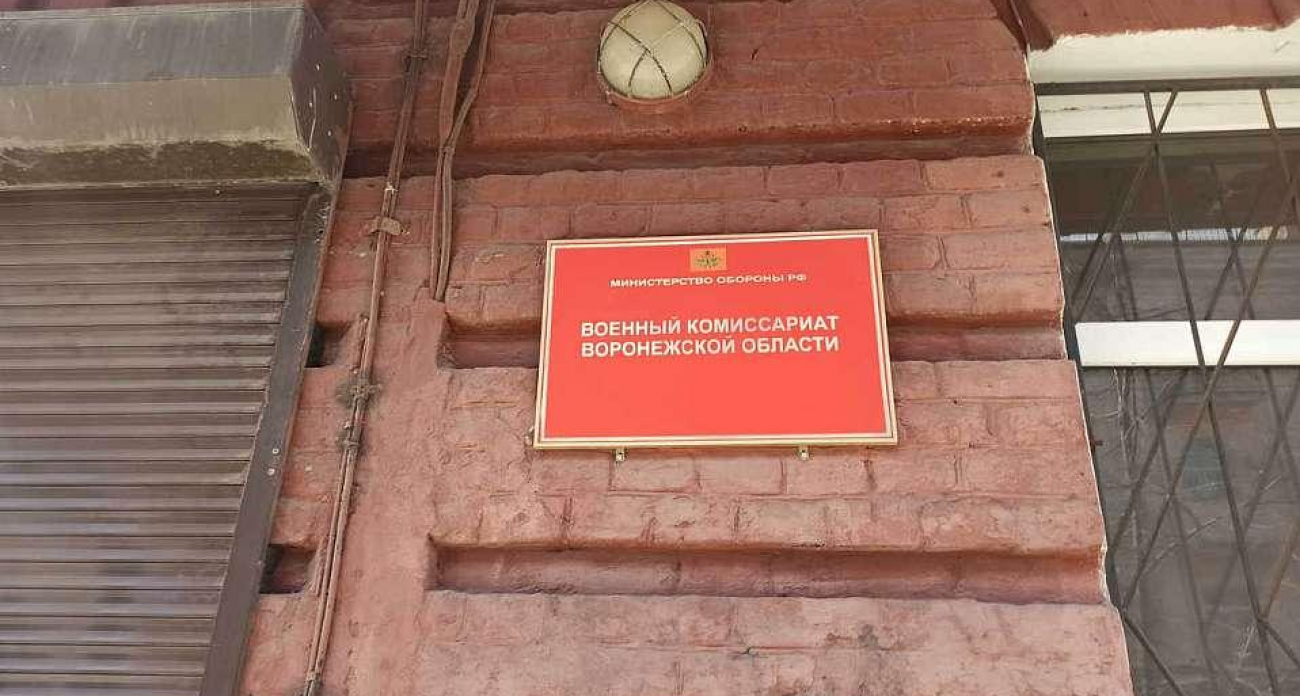 МИНИСТЕРСТВО ОБОРОНЫ РФ
ВОЕННЫЙ КОМИССАРИАТ
ВОРОНЕЖСКОЙ ОБЛАСТИ